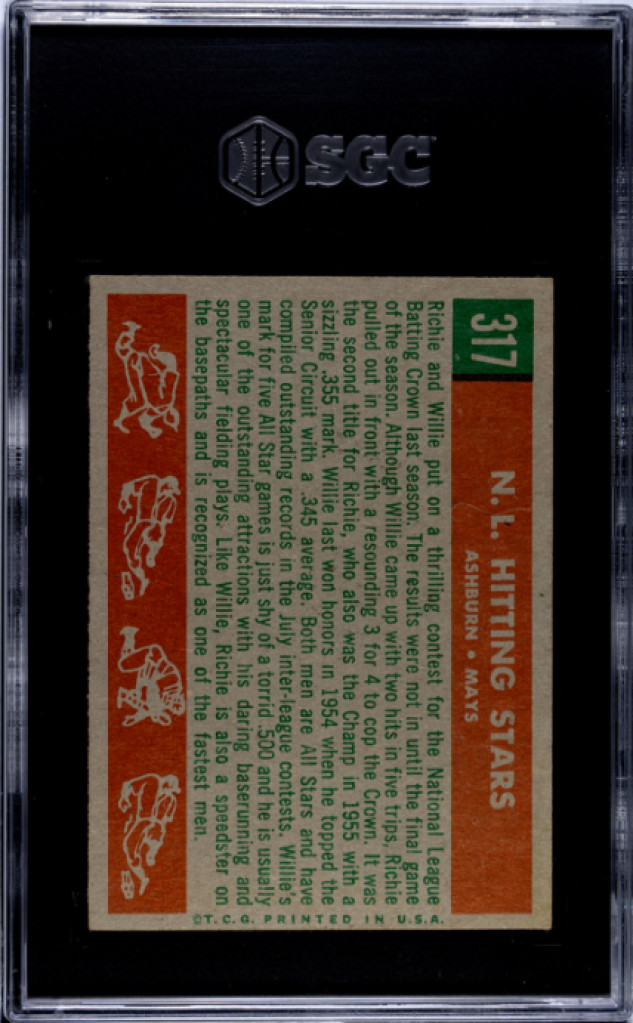 SGC
317
N. L. HITTING STARS
ASHBURN • MAYS
Richie and Willie put on a thrilling contest for the National League
Batting Crown last season. The results were not in until the final game
of the season. Although Willie came up with two hits in five trips, Richie
pulled out in front with a resounding 3 for 4 to cop the Crown. It was
the second title for Richie, who also was the Champ in 1955 with a
sizzling .355 mark. Willie last won honors in 1954 when he topped the
Senior Circuit with a .345 average. Both men are All Stars and have
compiled outstanding records in the July inter-league contests. Willie's
mark for five All Star games is just shy of a torrid .500 and he is usually
one of the outstanding attractions with his daring baserunning and
spectacular fielding plays. Like Willie, Richie is also a speedster on
the basepaths and is recognized as one of the fastest men.
©T.C.G. PRINTED IN U.S.A.